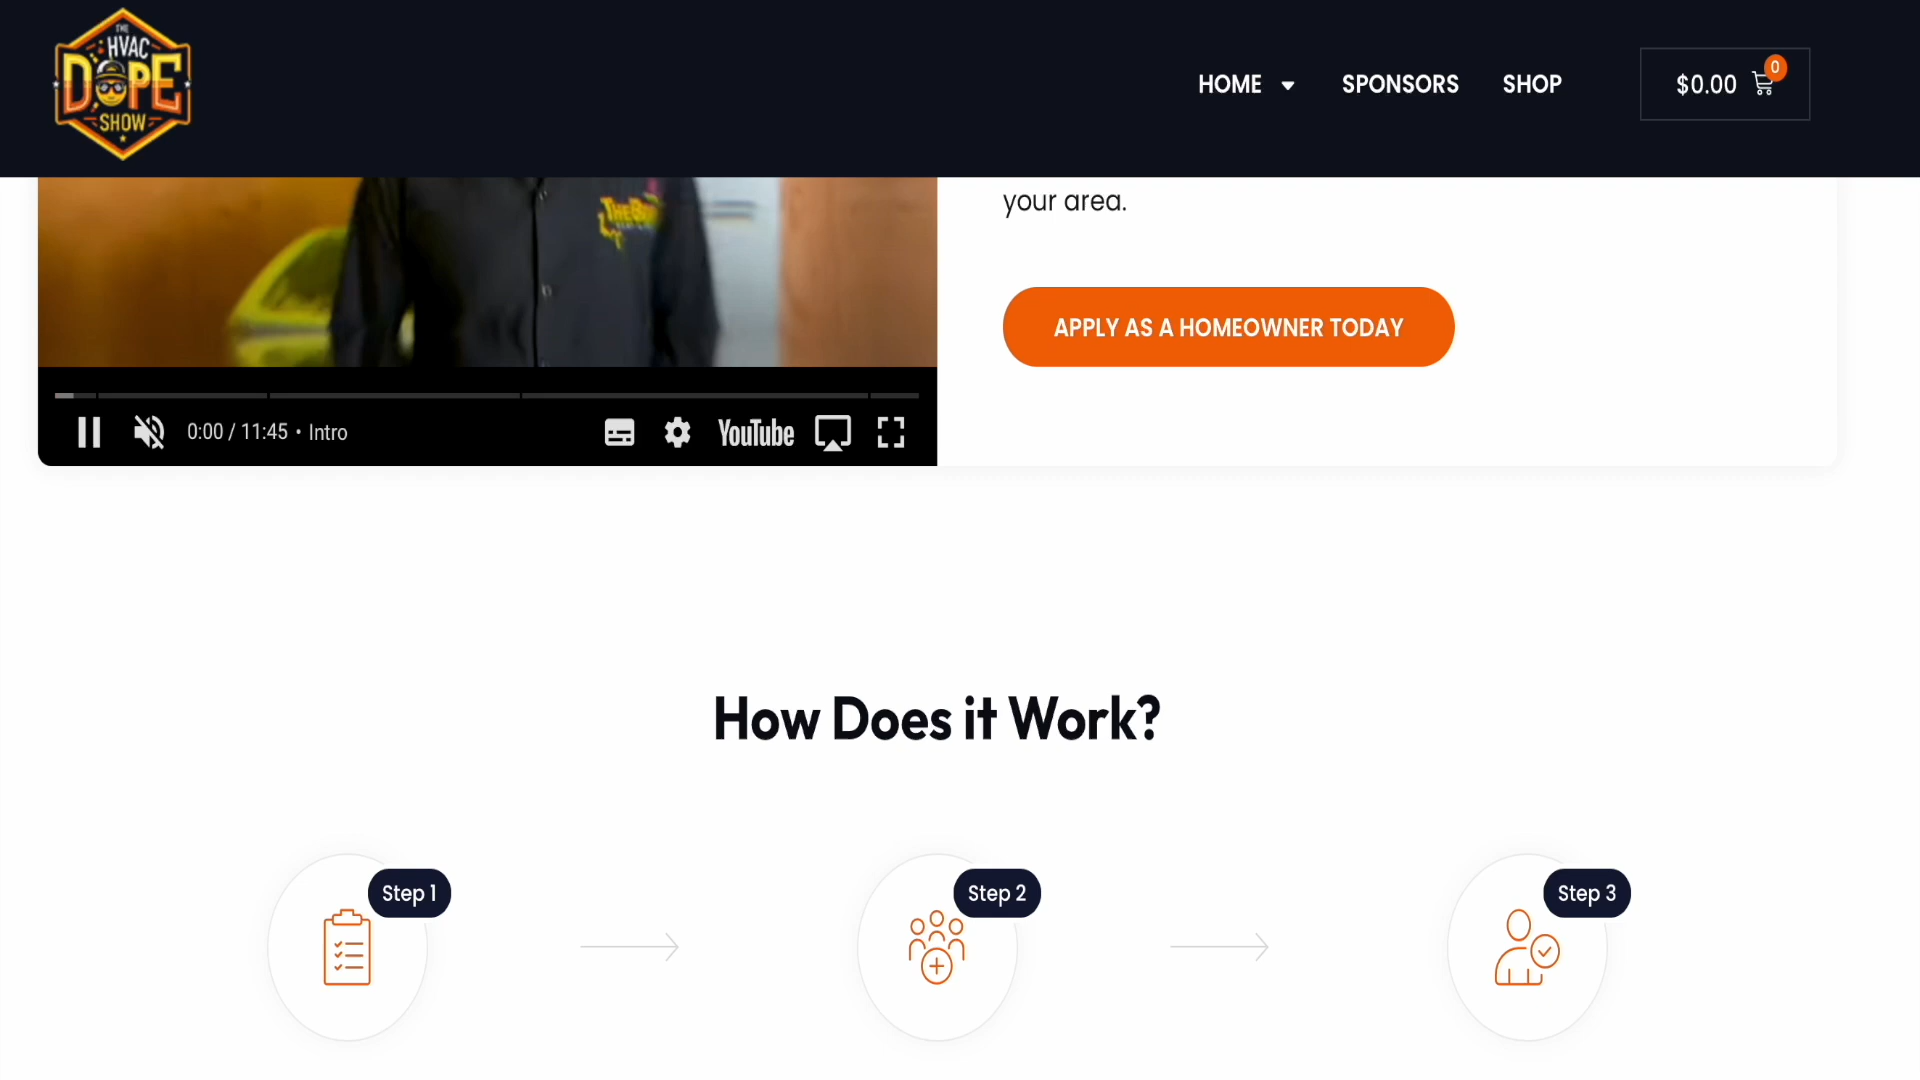 THE
HVAC
DOPE
SHOW
HOME
SPONSORS
SHOP
$0.00
0
your area.
APPLY AS A HOMEOWNER TODAY
0:00 / 11:45 • Intro
YouTube
How Does it Work?
Step 1
Step 2
Step 3